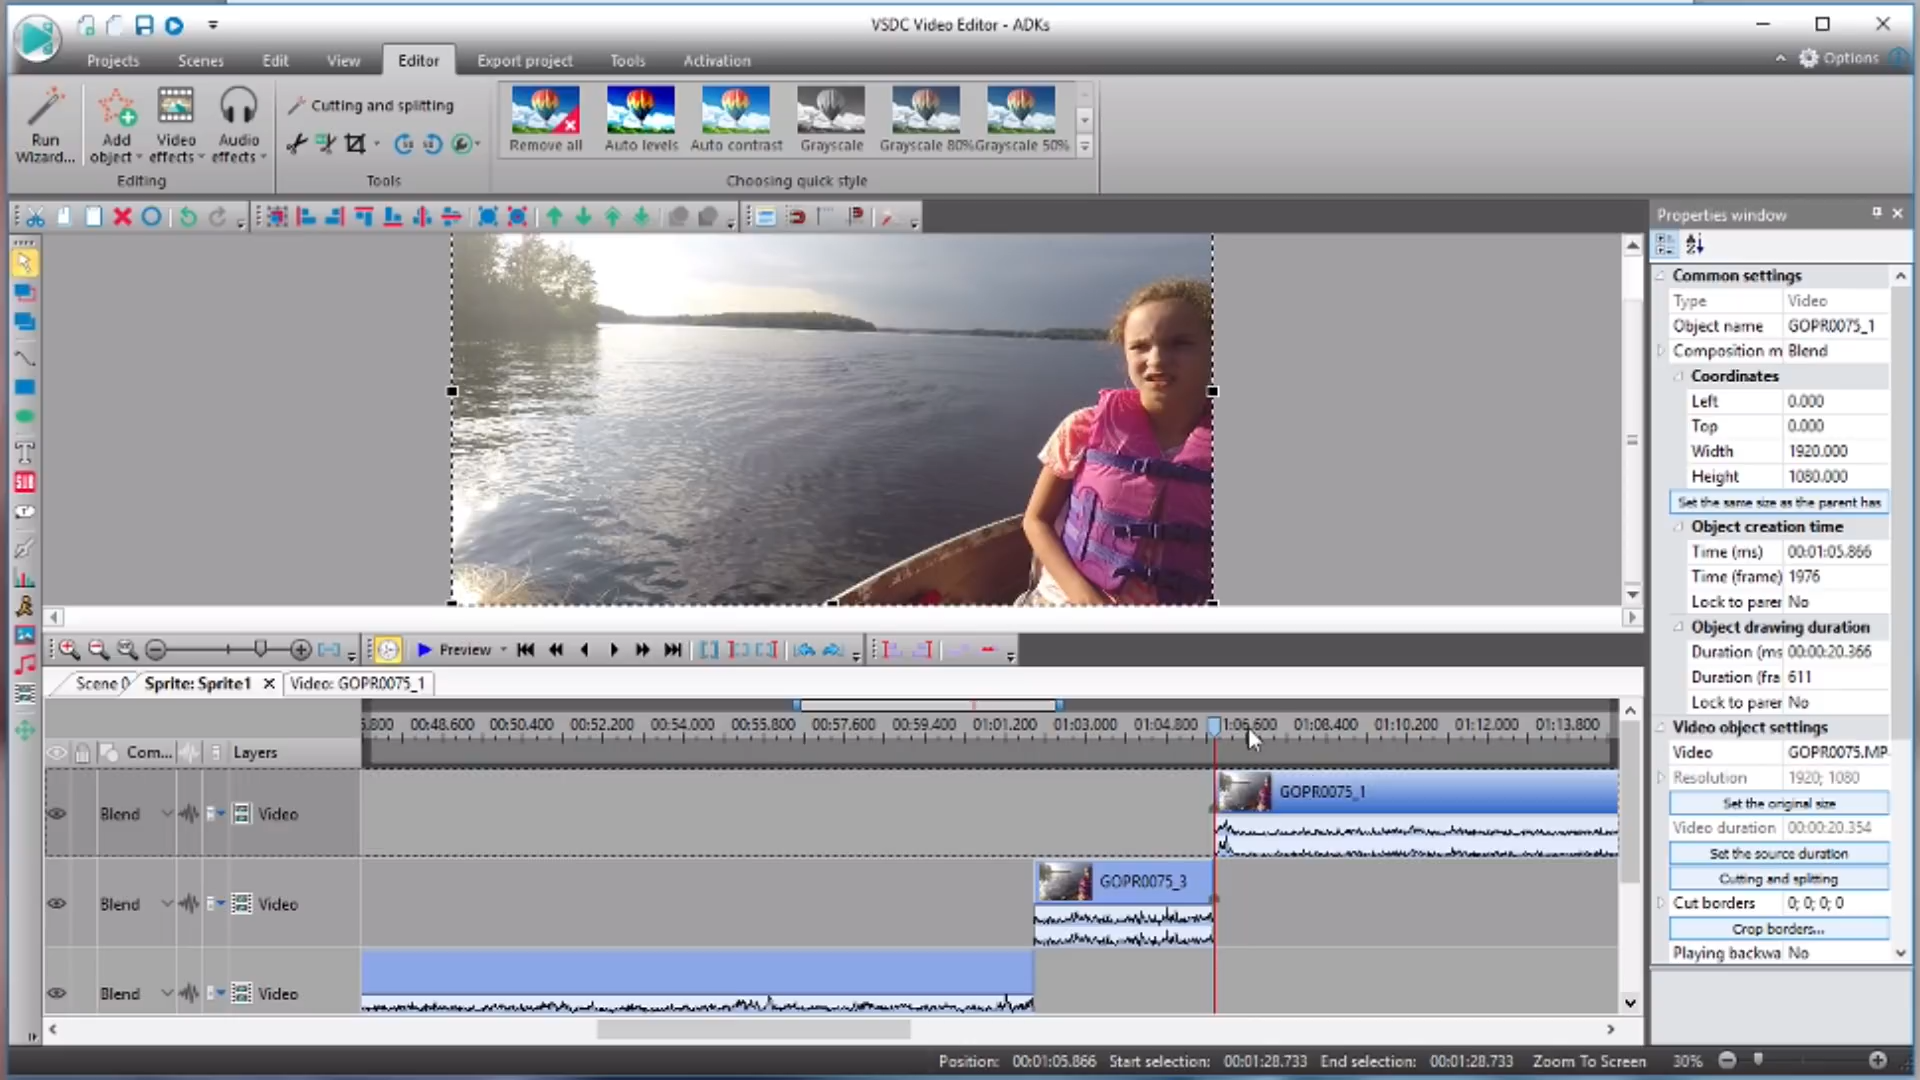 VSDC Video Editor - ADKs
Projects Scenes Edit View Editor Export project Tools Activation Options
Run Wizard... Add object Video effects Audio effects
Editing
Cutting and splitting
Tools
Remove all Auto levels Auto contrast Grayscale Grayscale 80% Grayscale 50%
Choosing quick style
Properties window
Common settings
Type Video
Object name GOPR0075_1
Composition m Blend
Coordinates
Left 0.000
Top 0.000
Width 1920.000
Height 1080.000
Set the same size as the parent has
Object creation time
Time (ms) 00:01:05.866
Time (frame) 1976
Lock to parer No
Object drawing duration
Duration (ms 00:00:20.366
Duration (fra 611
Lock to parer No
Video object settings
Video GOPR0075.MP
Resolution 1920; 1080
Set the original size
Video duration 00:00:20.354
Set the source duration
Cutting and splitting
Cut borders 0; 0; 0; 0
Crop borders...
Playing backwa No
SUB
T
Preview
Scene 0 Sprite: Sprite1 Video: GOPR0075_1
5.800 00:48.600 00:50.400 00:52.200 00:54.000 00:55.800 00:57.600 00:59.400 01:01.200 01:03.000 01:04.800 1:06.600 01:08.400 01:10.200 01:12.000 01:13.800
Com... Layers
Blend Video GOPR0075_1
Blend Video GOPR0075_3
Blend Video
Position: 00:01:05.866 Start selection: 00:01:28.733 End selection: 00:01:28.733 Zoom To Screen 30%